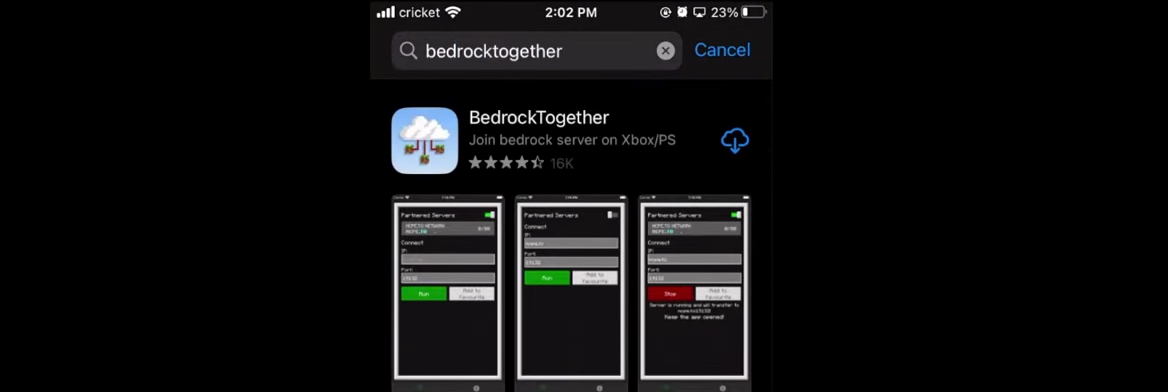 cricket 2:02 PM 23%
bedrocktogether Cancel
BedrockTogether
Join bedrock server on Xbox/PS
16K
Partnered Servers
0/50
Connect
IP:
Port:
19132
Run
Add to
Favourite
Partnered Servers
Connect
IP:
Port:
19132
Run
Add to
Favourite
Partnered Servers
Connect
IP:
Port:
19132
Stop
Add to
Favourite
Server is running and will transfer to
Keep the app opened!